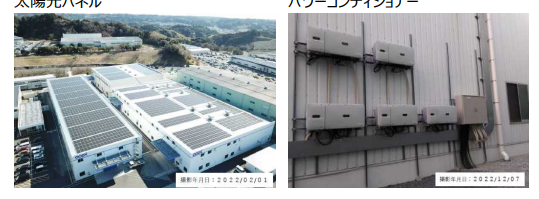 太陽光パネル
パワーコンディショナー
撮影年月日：２０２２/０２/０１
撮影年月日：２０２２/１２/０７